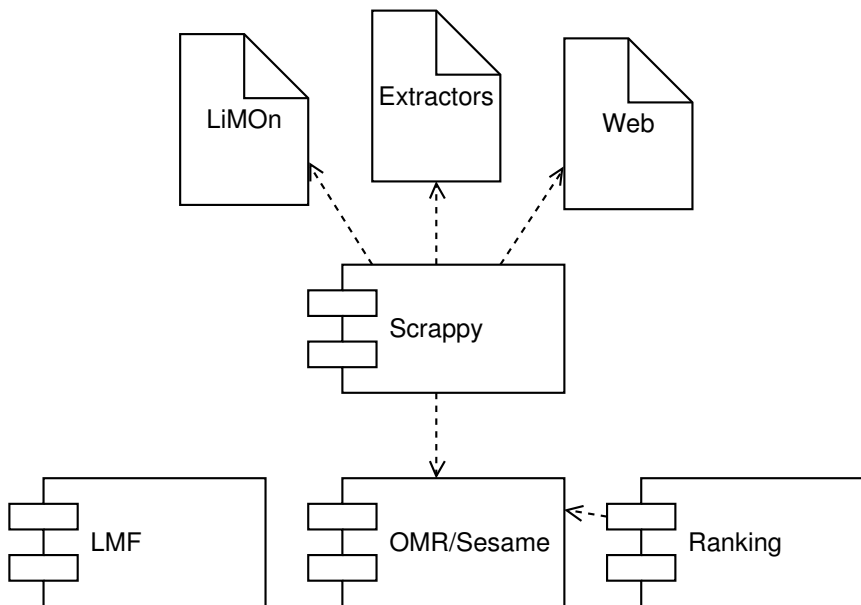 LiMOn
Extractors
Web
Scrappy
LMF
OMR/Sesame
Ranking